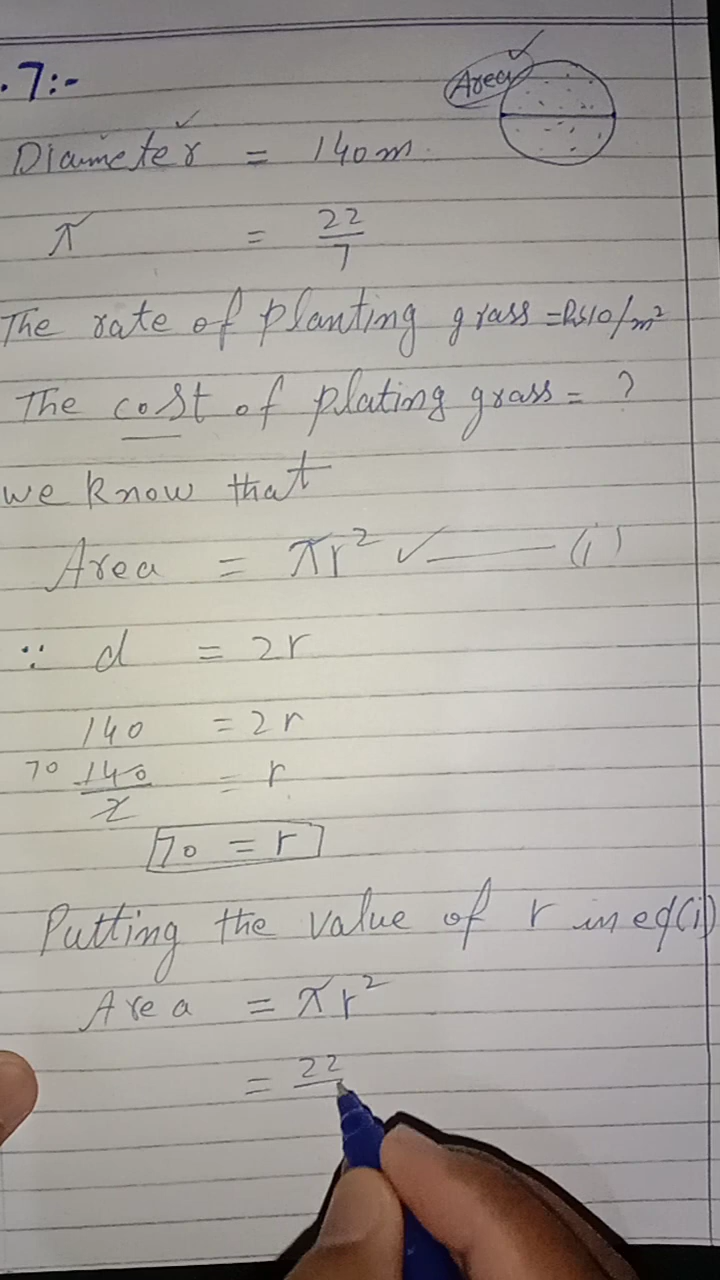 .7:-
Area
Diameter = 140m.
π = 22/7
The rate of planting grass = Rs10/m²
The cost of plating grass = ?
we know that
Area = πr² ✓ —— (i)
∵ d = 2r
140 = 2r
70 140/2 = r
70 = r
Putting the value of r in eq(i)
Area = πr²
= 22